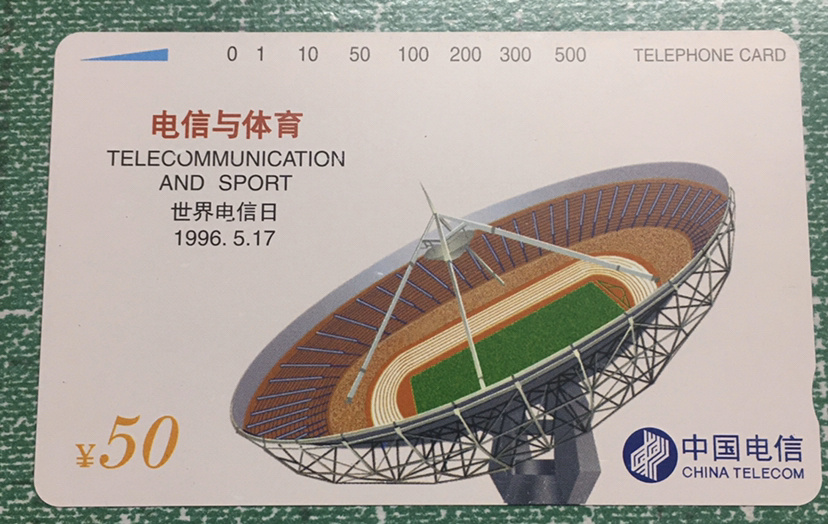 0 1 10 50 100 200 300 500 TELEPHONE CARD
电信与体育
TELECOMMUNICATION
AND SPORT
世界电信日
1996. 5.17
¥50
中国电信
CHINA TELECOM